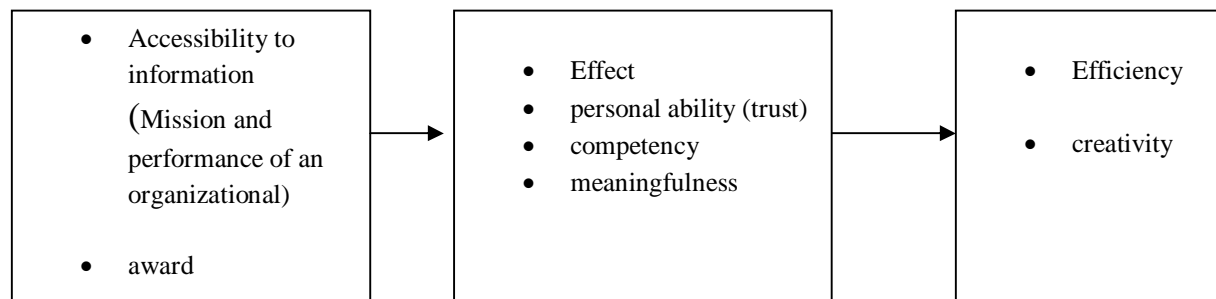 • Accessibility to
information
(Mission and
performance of an
organizational)
• award
• Effect
• personal ability (trust)
• competency
• meaningfulness
• Efficiency
• creativity